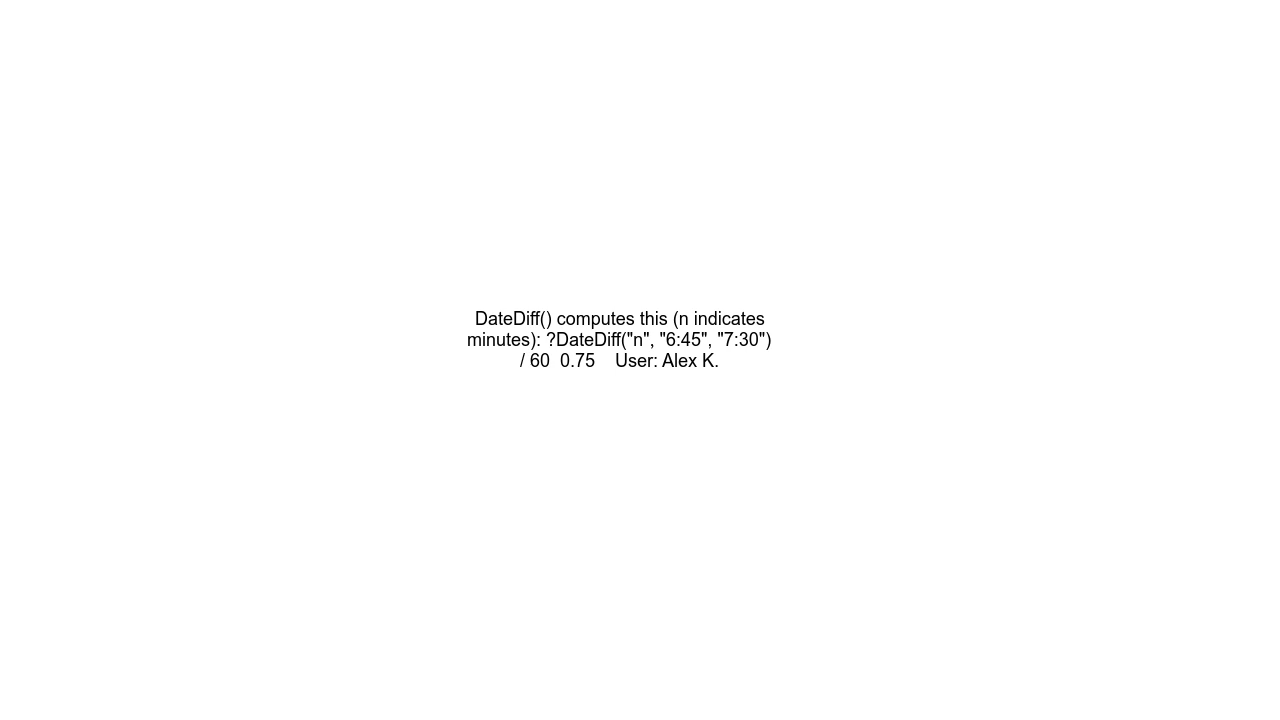 DateDiff() computes this (n indicates
minutes): ?DateDiff("n", "6:45", "7:30")
/ 60  0.75    User: Alex K.